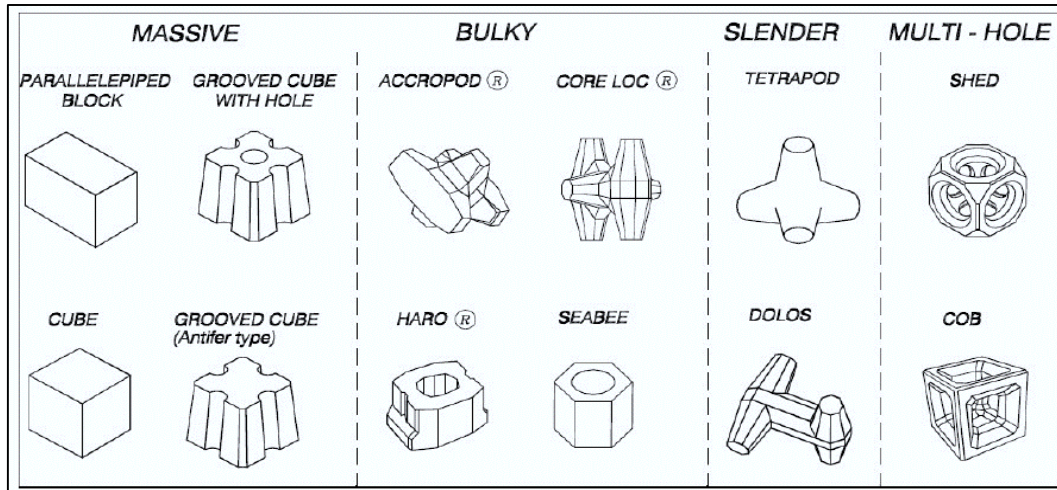 MASSIVE
BULKY
SLENDER
MULTI - HOLE
PARALLELEPIPED
BLOCK
GROOVED CUBE
WITH HOLE
ACCROPOD ®
CORE LOC ®
TETRAPOD
SHED
CUBE
GROOVED CUBE
(Antifer type)
HARO ®
SEABEE
DOLOS
COB